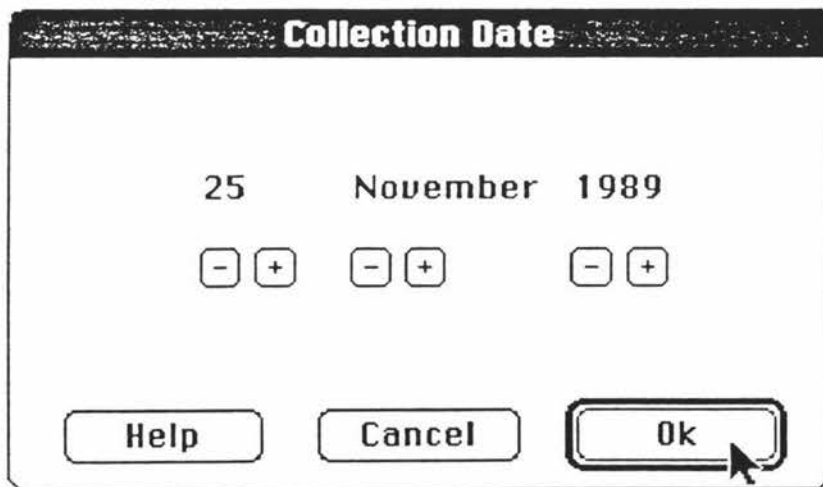 Collection Date
25 November 1989
- + - + - +
Help Cancel Ok